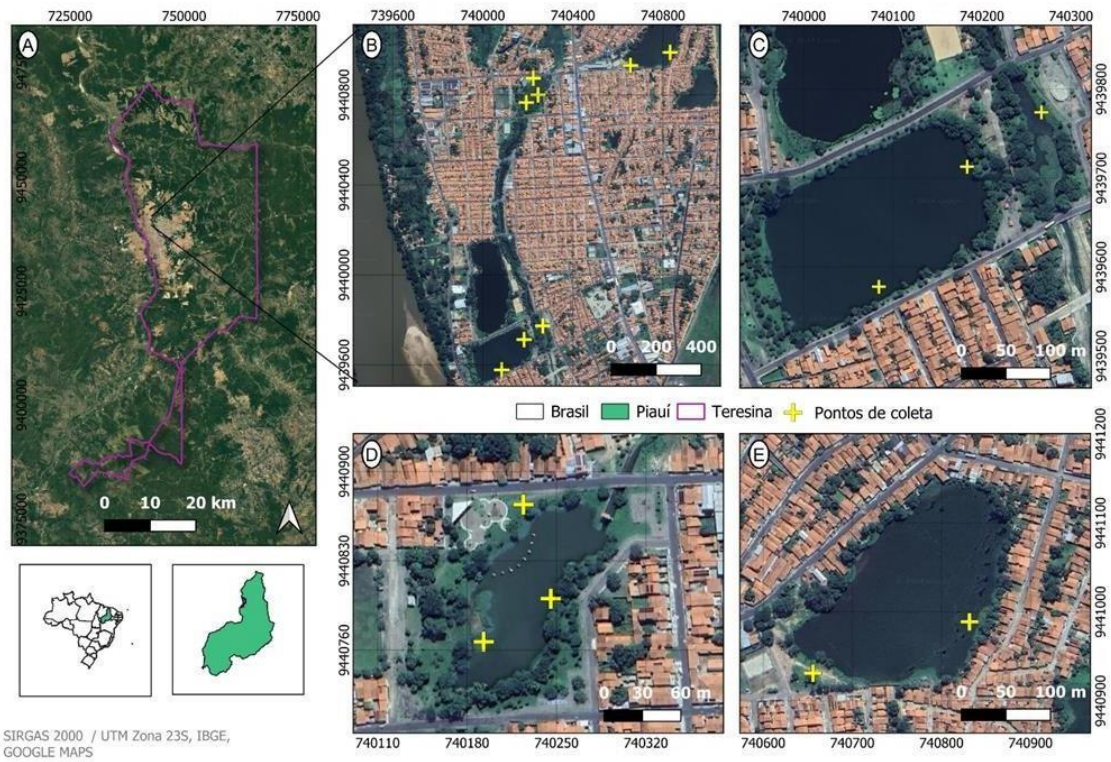 725000 750000 775000
A
9475000
9450000
9425000
9400000
9375000
0 10 20 km
739600 740000 740400 740800
B
9440800
9440400
9440000
9439600
0 200 400
740000 740100 740200 740300
C
9439800
9439700
9439600
9439500
0 50 100 m
Brasil Piauí Teresina Pontos de coleta
D
9440900
9440830
9440760
0 30 60 m
740110 740180 740250 740320
E
9441200
9441100
9441000
9440900
0 50 100 m
740600 740700 740800 740900
SIRGAS 2000 / UTM Zona 23S, IBGE,
GOOGLE MAPS